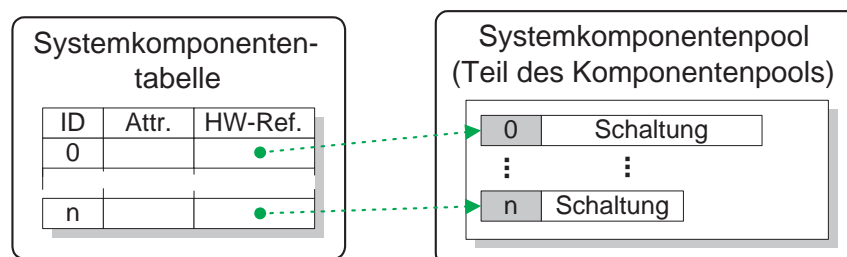 Systemkomponenten-
tabelle
ID Attr. HW-Ref.
0
n
Systemkomponentenpool
(Teil des Komponentenpools)
0 Schaltung
n Schaltung